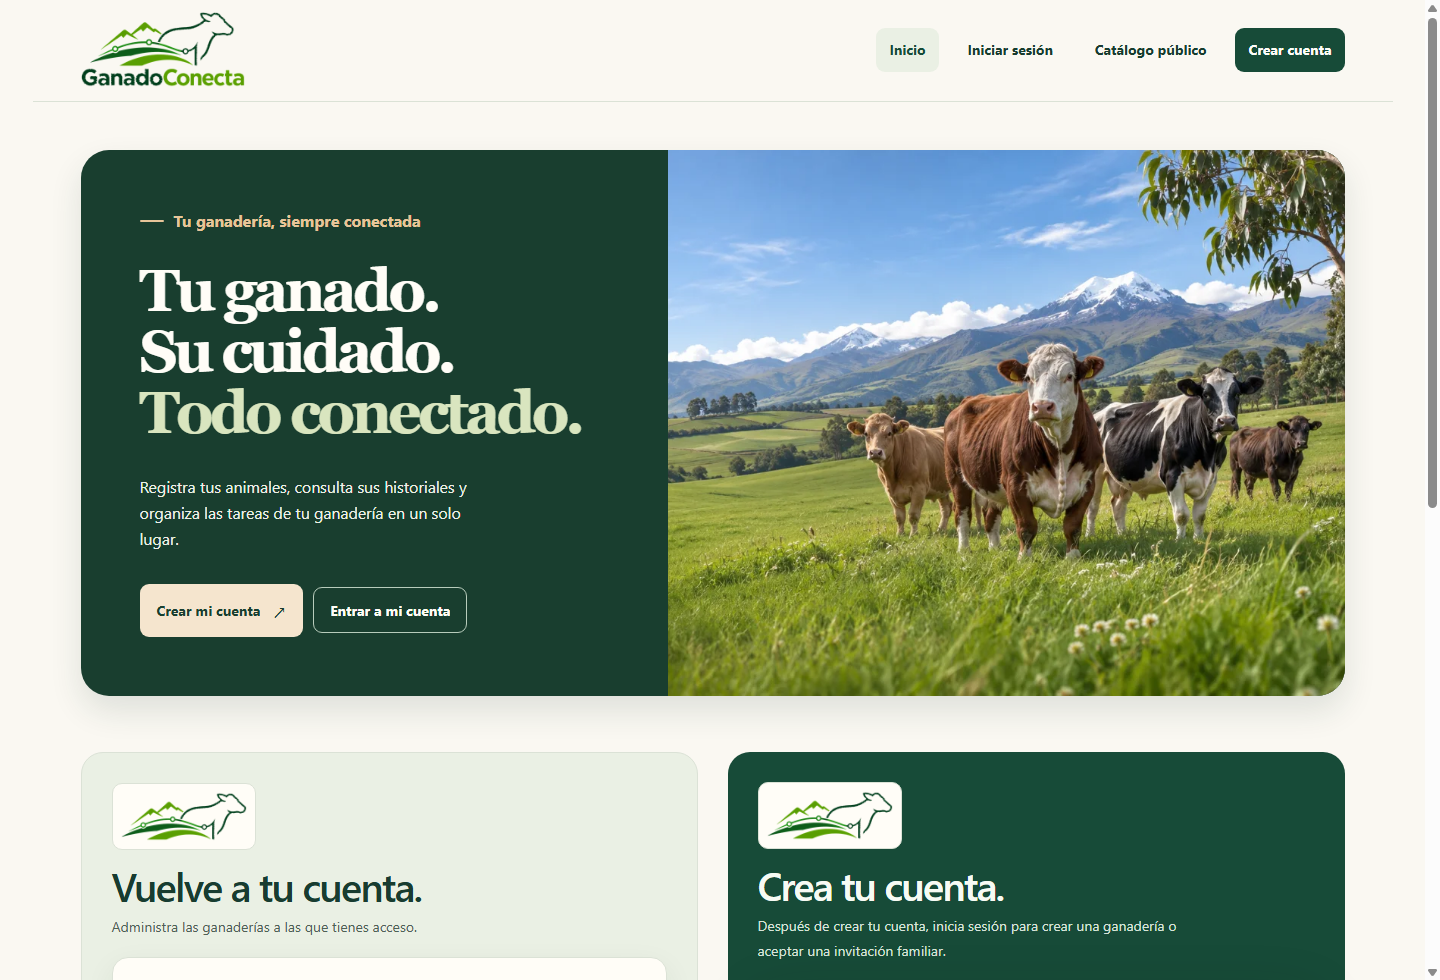 GanadoConecta
Inicio
Iniciar sesión
Catálogo público
Crear cuenta
Tu ganadería, siempre conectada
Tu ganado.
Su cuidado.
Todo conectado.
Registra tus animales, consulta sus historiales y
organiza las tareas de tu ganadería en un solo
lugar.
Crear mi cuenta ↗
Entrar a mi cuenta
Vuelve a tu cuenta.
Administra las ganaderías a las que tienes acceso.
Crea tu cuenta.
Después de crear tu cuenta, inicia sesión para crear una ganadería o
aceptar una invitación familiar.